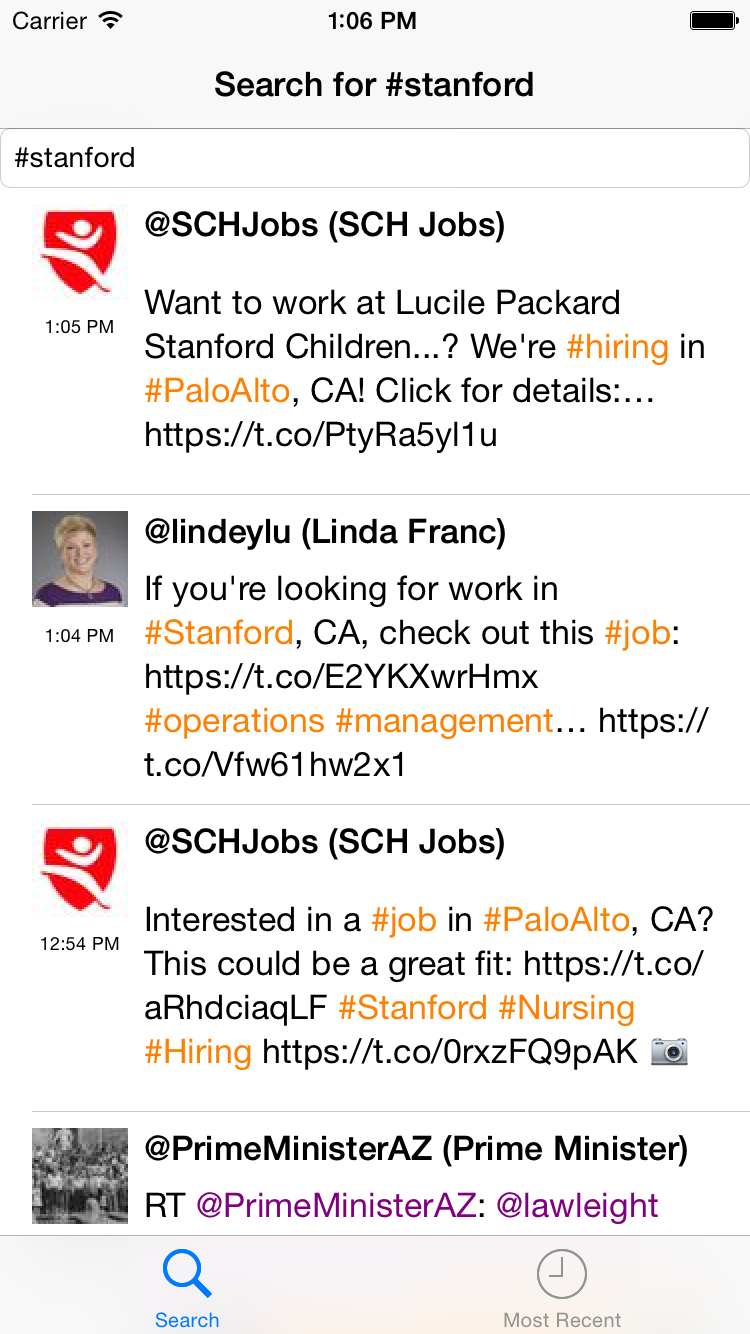 Carrier 1:06 PM
Search for #stanford
#stanford
@SCHJobs (SCH Jobs)
1:05 PM
Want to work at Lucile Packard
Stanford Children...? We're #hiring in
#PaloAlto, CA! Click for details:…
https://t.co/PtyRa5yl1u
@lindeylu (Linda Franc)
1:04 PM
If you're looking for work in
#Stanford, CA, check out this #job:
https://t.co/E2YKXwrHmx
#operations #management… https://
t.co/Vfw61hw2x1
@SCHJobs (SCH Jobs)
12:54 PM
Interested in a #job in #PaloAlto, CA?
This could be a great fit: https://t.co/
aRhdciaqLF #Stanford #Nursing
#Hiring https://t.co/0rxzFQ9pAK 📷
@PrimeMinisterAZ (Prime Minister)
RT @PrimeMinisterAZ: @lawleight
Search
Most Recent